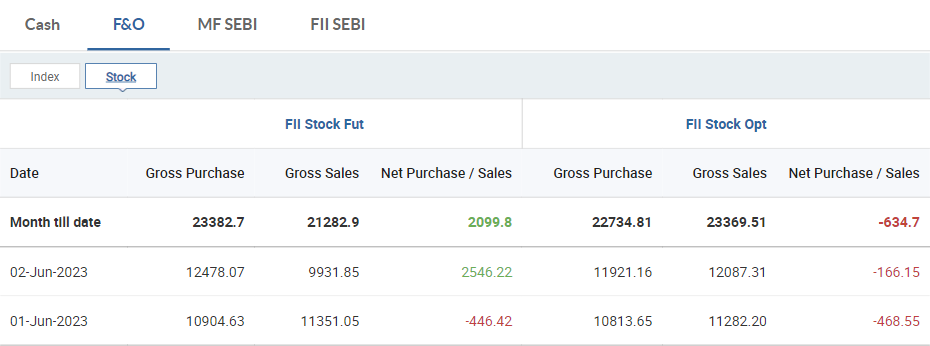 Cash F&O MF SEBI FII SEBI
Index Stock
FII Stock Fut FII Stock Opt
Date Gross Purchase Gross Sales Net Purchase / Sales Gross Purchase Gross Sales Net Purchase / Sales
Month till date 23382.7 21282.9 2099.8 22734.81 23369.51 -634.7
02-Jun-2023 12478.07 9931.85 2546.22 11921.16 12087.31 -166.15
01-Jun-2023 10904.63 11351.05 -446.42 10813.65 11282.20 -468.55